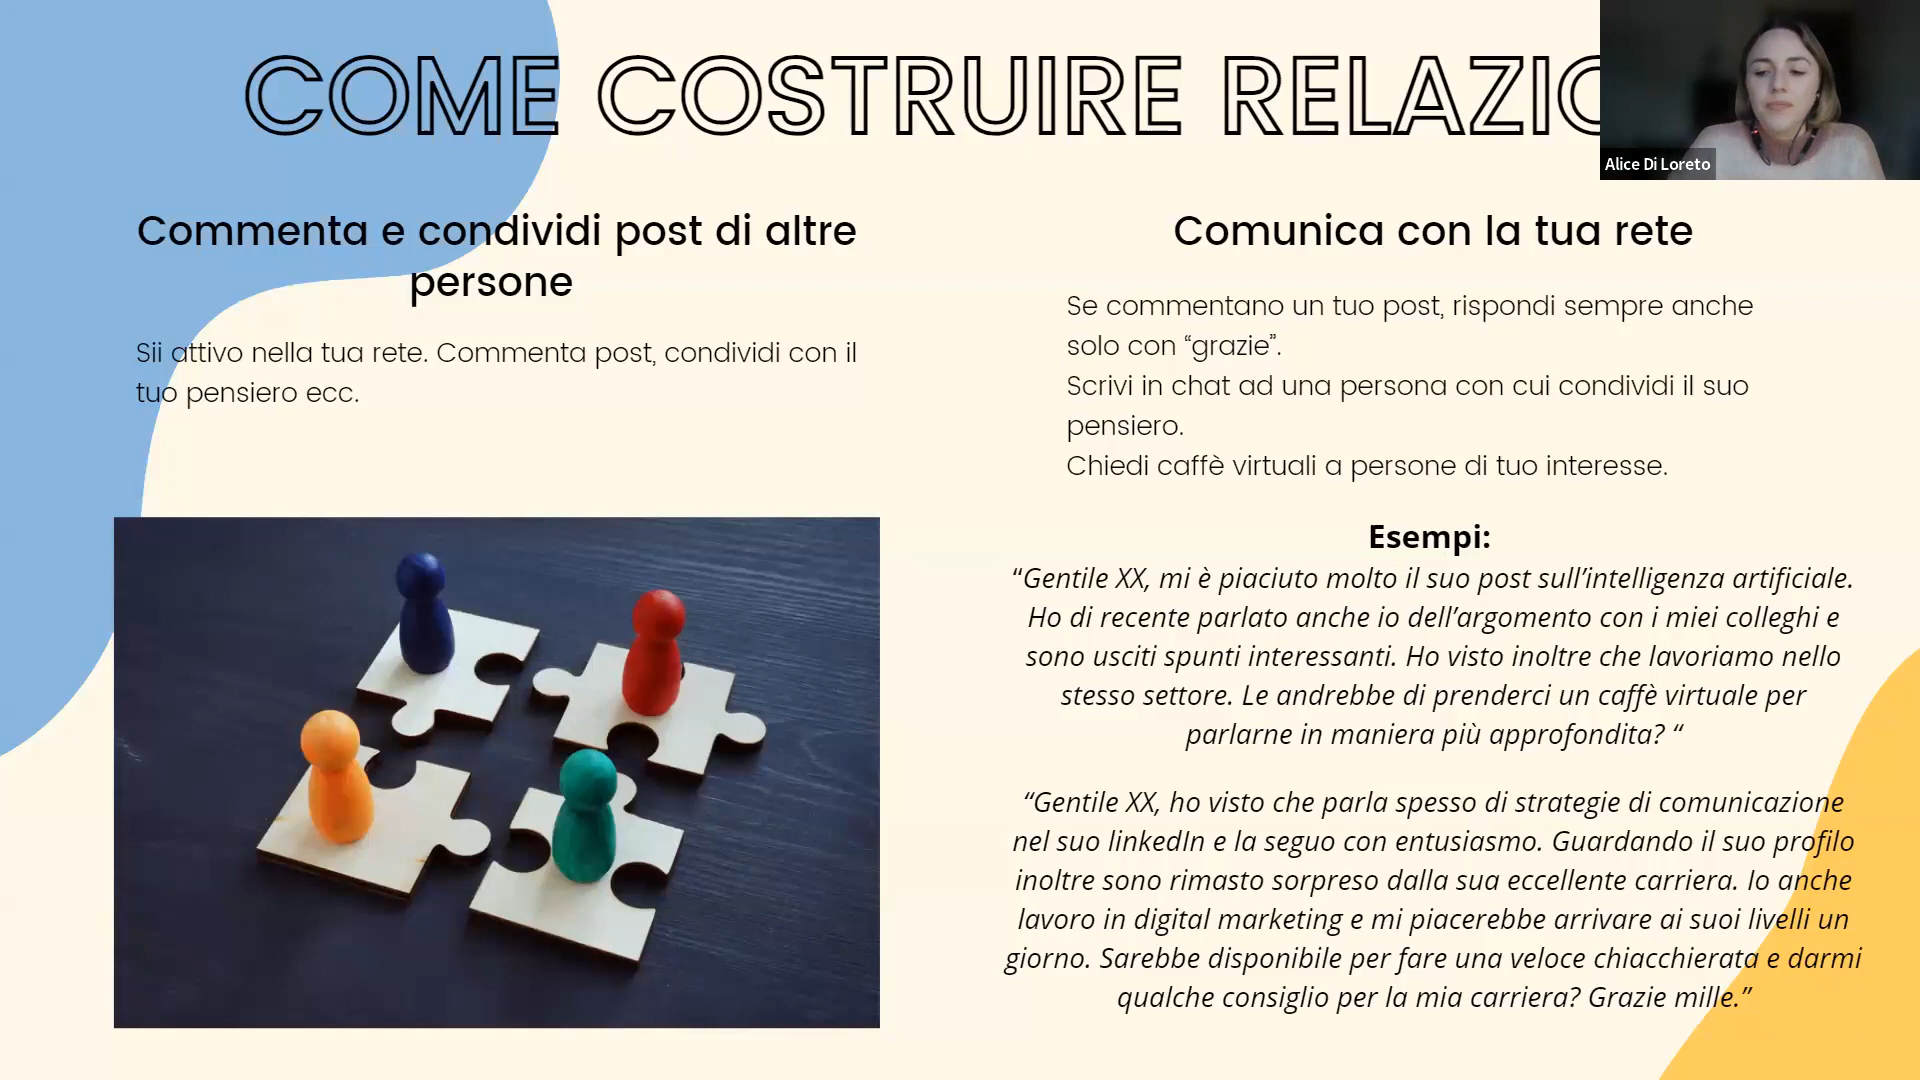 COME COSTRUIRE RELAZIO
Alice Di Loreto
Commenta e condividi post di altre
persone
Sii attivo nella tua rete. Commenta post, condividi con il
tuo pensiero ecc.
Comunica con la tua rete
Se commentano un tuo post, rispondi sempre anche
solo con “grazie”.
Scrivi in chat ad una persona con cui condividi il suo
pensiero.
Chiedi caffè virtuali a persone di tuo interesse.
Esempi:
“Gentile XX, mi è piaciuto molto il suo post sull’intelligenza artificiale.
Ho di recente parlato anche io dell’argomento con i miei colleghi e
sono usciti spunti interessanti. Ho visto inoltre che lavoriamo nello
stesso settore. Le andrebbe di prenderci un caffè virtuale per
parlarne in maniera più approfondita? “
“Gentile XX, ho visto che parla spesso di strategie di comunicazione
nel suo linkedIn e la seguo con entusiasmo. Guardando il suo profilo
inoltre sono rimasto sorpreso dalla sua eccellente carriera. Io anche
lavoro in digital marketing e mi piacerebbe arrivare ai suoi livelli un
giorno. Sarebbe disponibile per fare una veloce chiacchierata e darmi
qualche consiglio per la mia carriera? Grazie mille.”